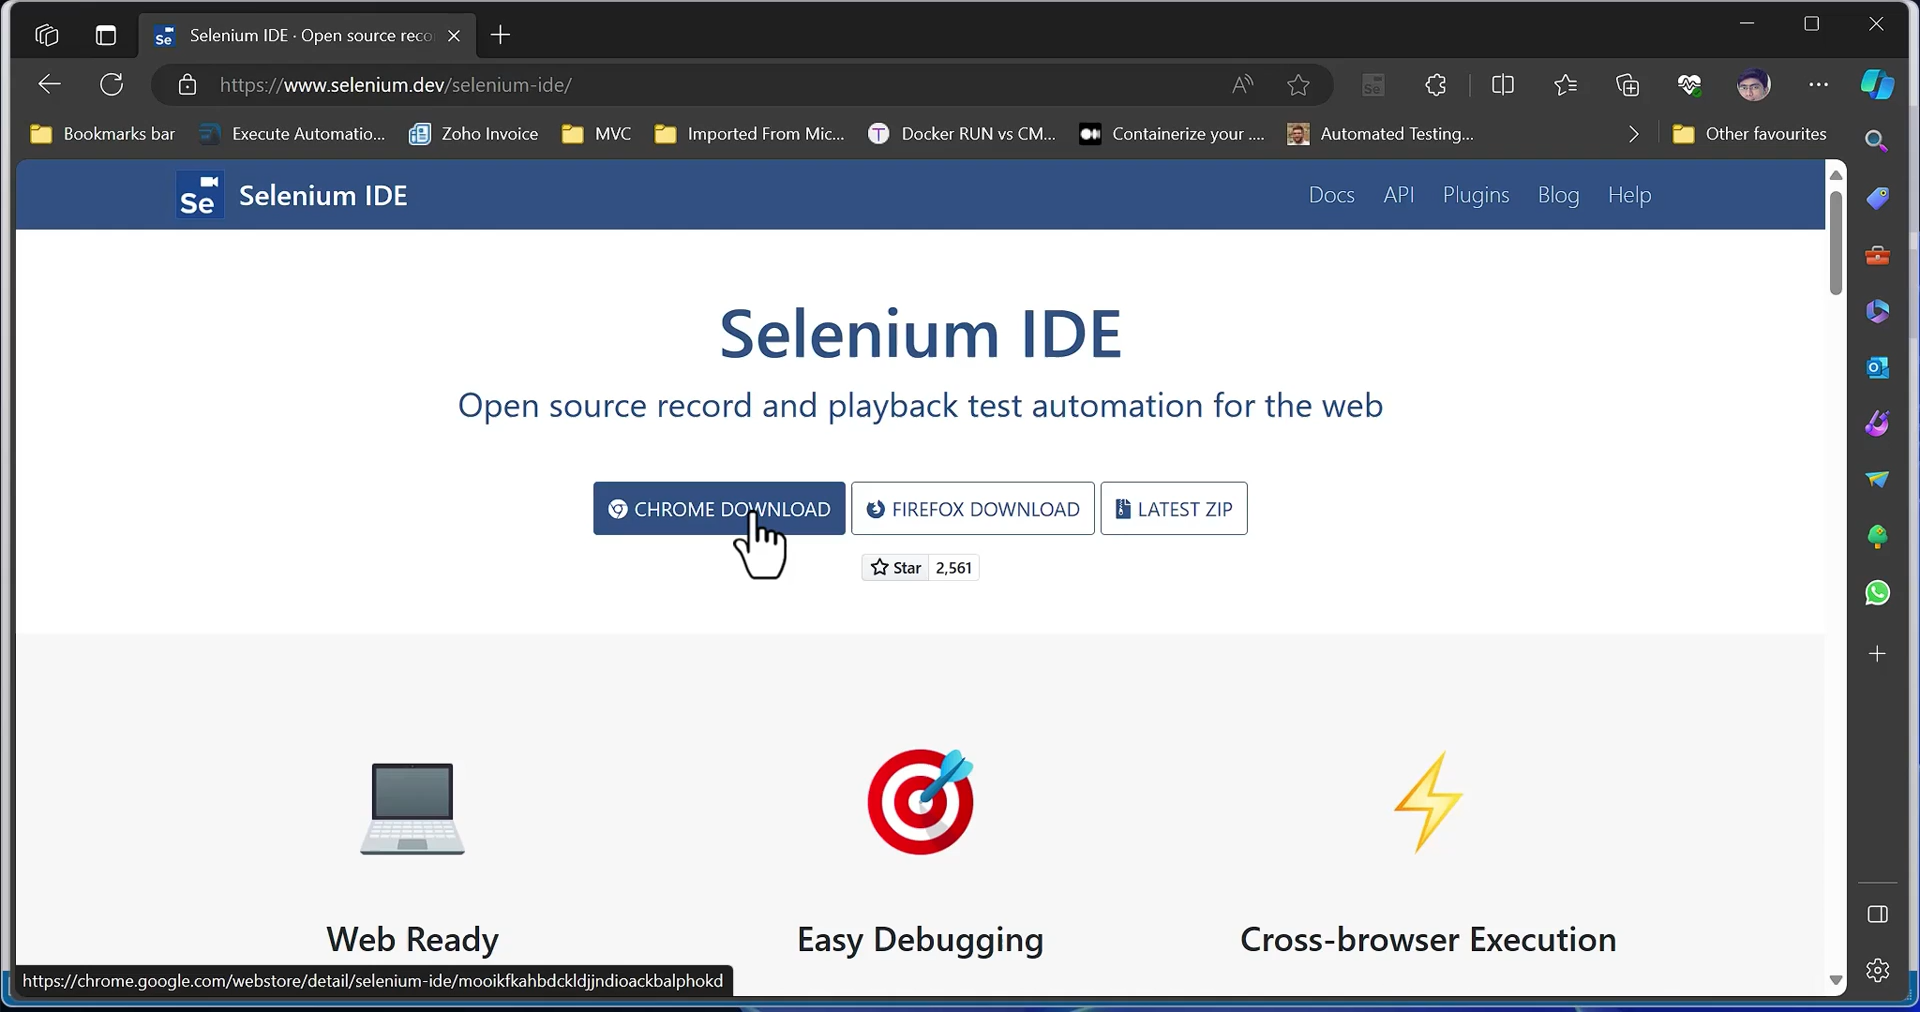 Selenium IDE · Open source reco
https://www.selenium.dev/selenium-ide/
Bookmarks bar
Execute Automatio...
Zoho Invoice
MVC
Imported From Mic...
Docker RUN vs CM...
Containerize your ....
Automated Testing...
Other favourites
Se Selenium IDE
Docs API Plugins Blog Help
Selenium IDE
Open source record and playback test automation for the web
CHROME DOWNLOAD
FIREFOX DOWNLOAD
LATEST ZIP
Star 2,561
Web Ready
Easy Debugging
Cross-browser Execution
https://chrome.google.com/webstore/detail/selenium-ide/mooikfkahbdckldjjndioackbalphokd